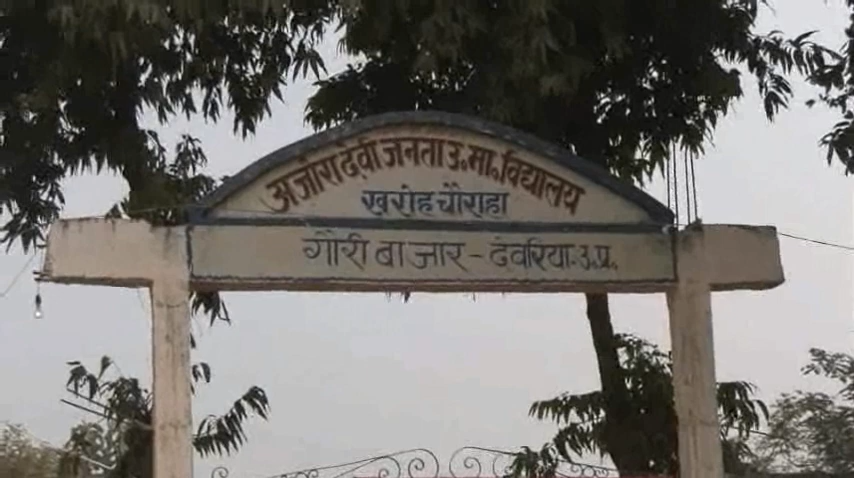 अजोरा देवी जनता उ. मा. विद्यालय
खरोह चौराहा
गौरी बाजार - देवरिया. उ. प्र.